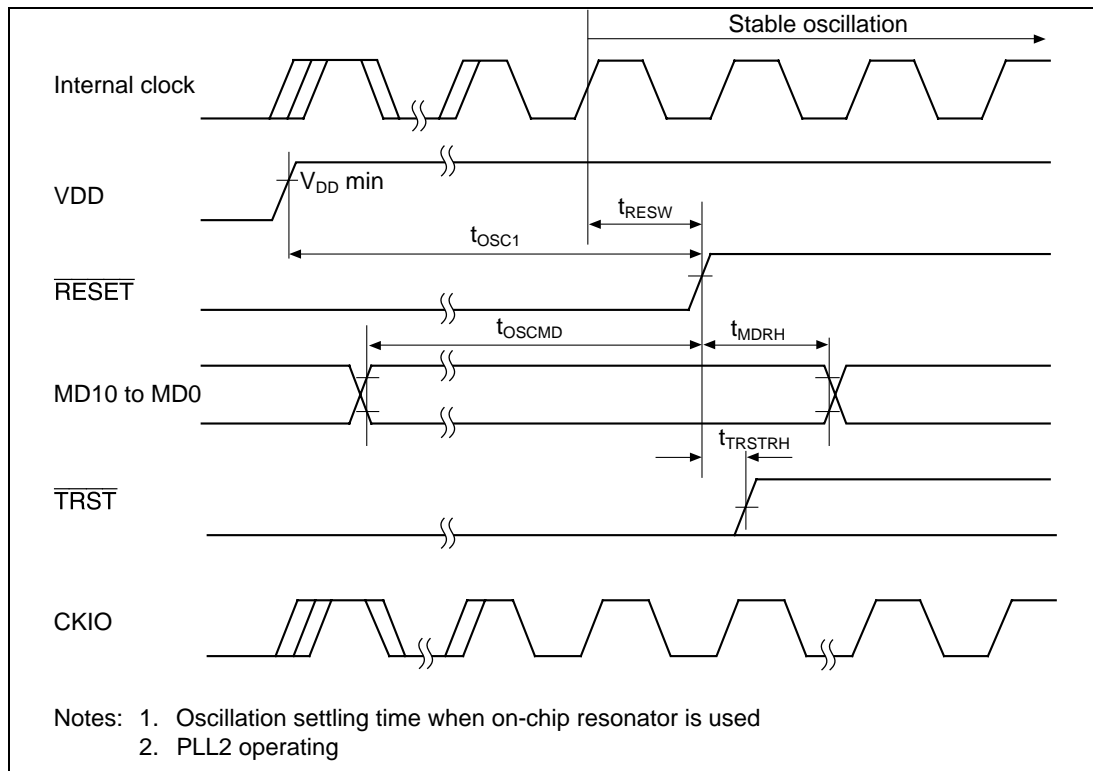 Stable oscillation
Internal clock
VDD
VDD min
tRESW
tOSC1
RESET
tOSCMD
tMDRH
MD10 to MD0
tTRSTRH
TRST
CKIO
Notes: 1. Oscillation settling time when on-chip resonator is used
2. PLL2 operating